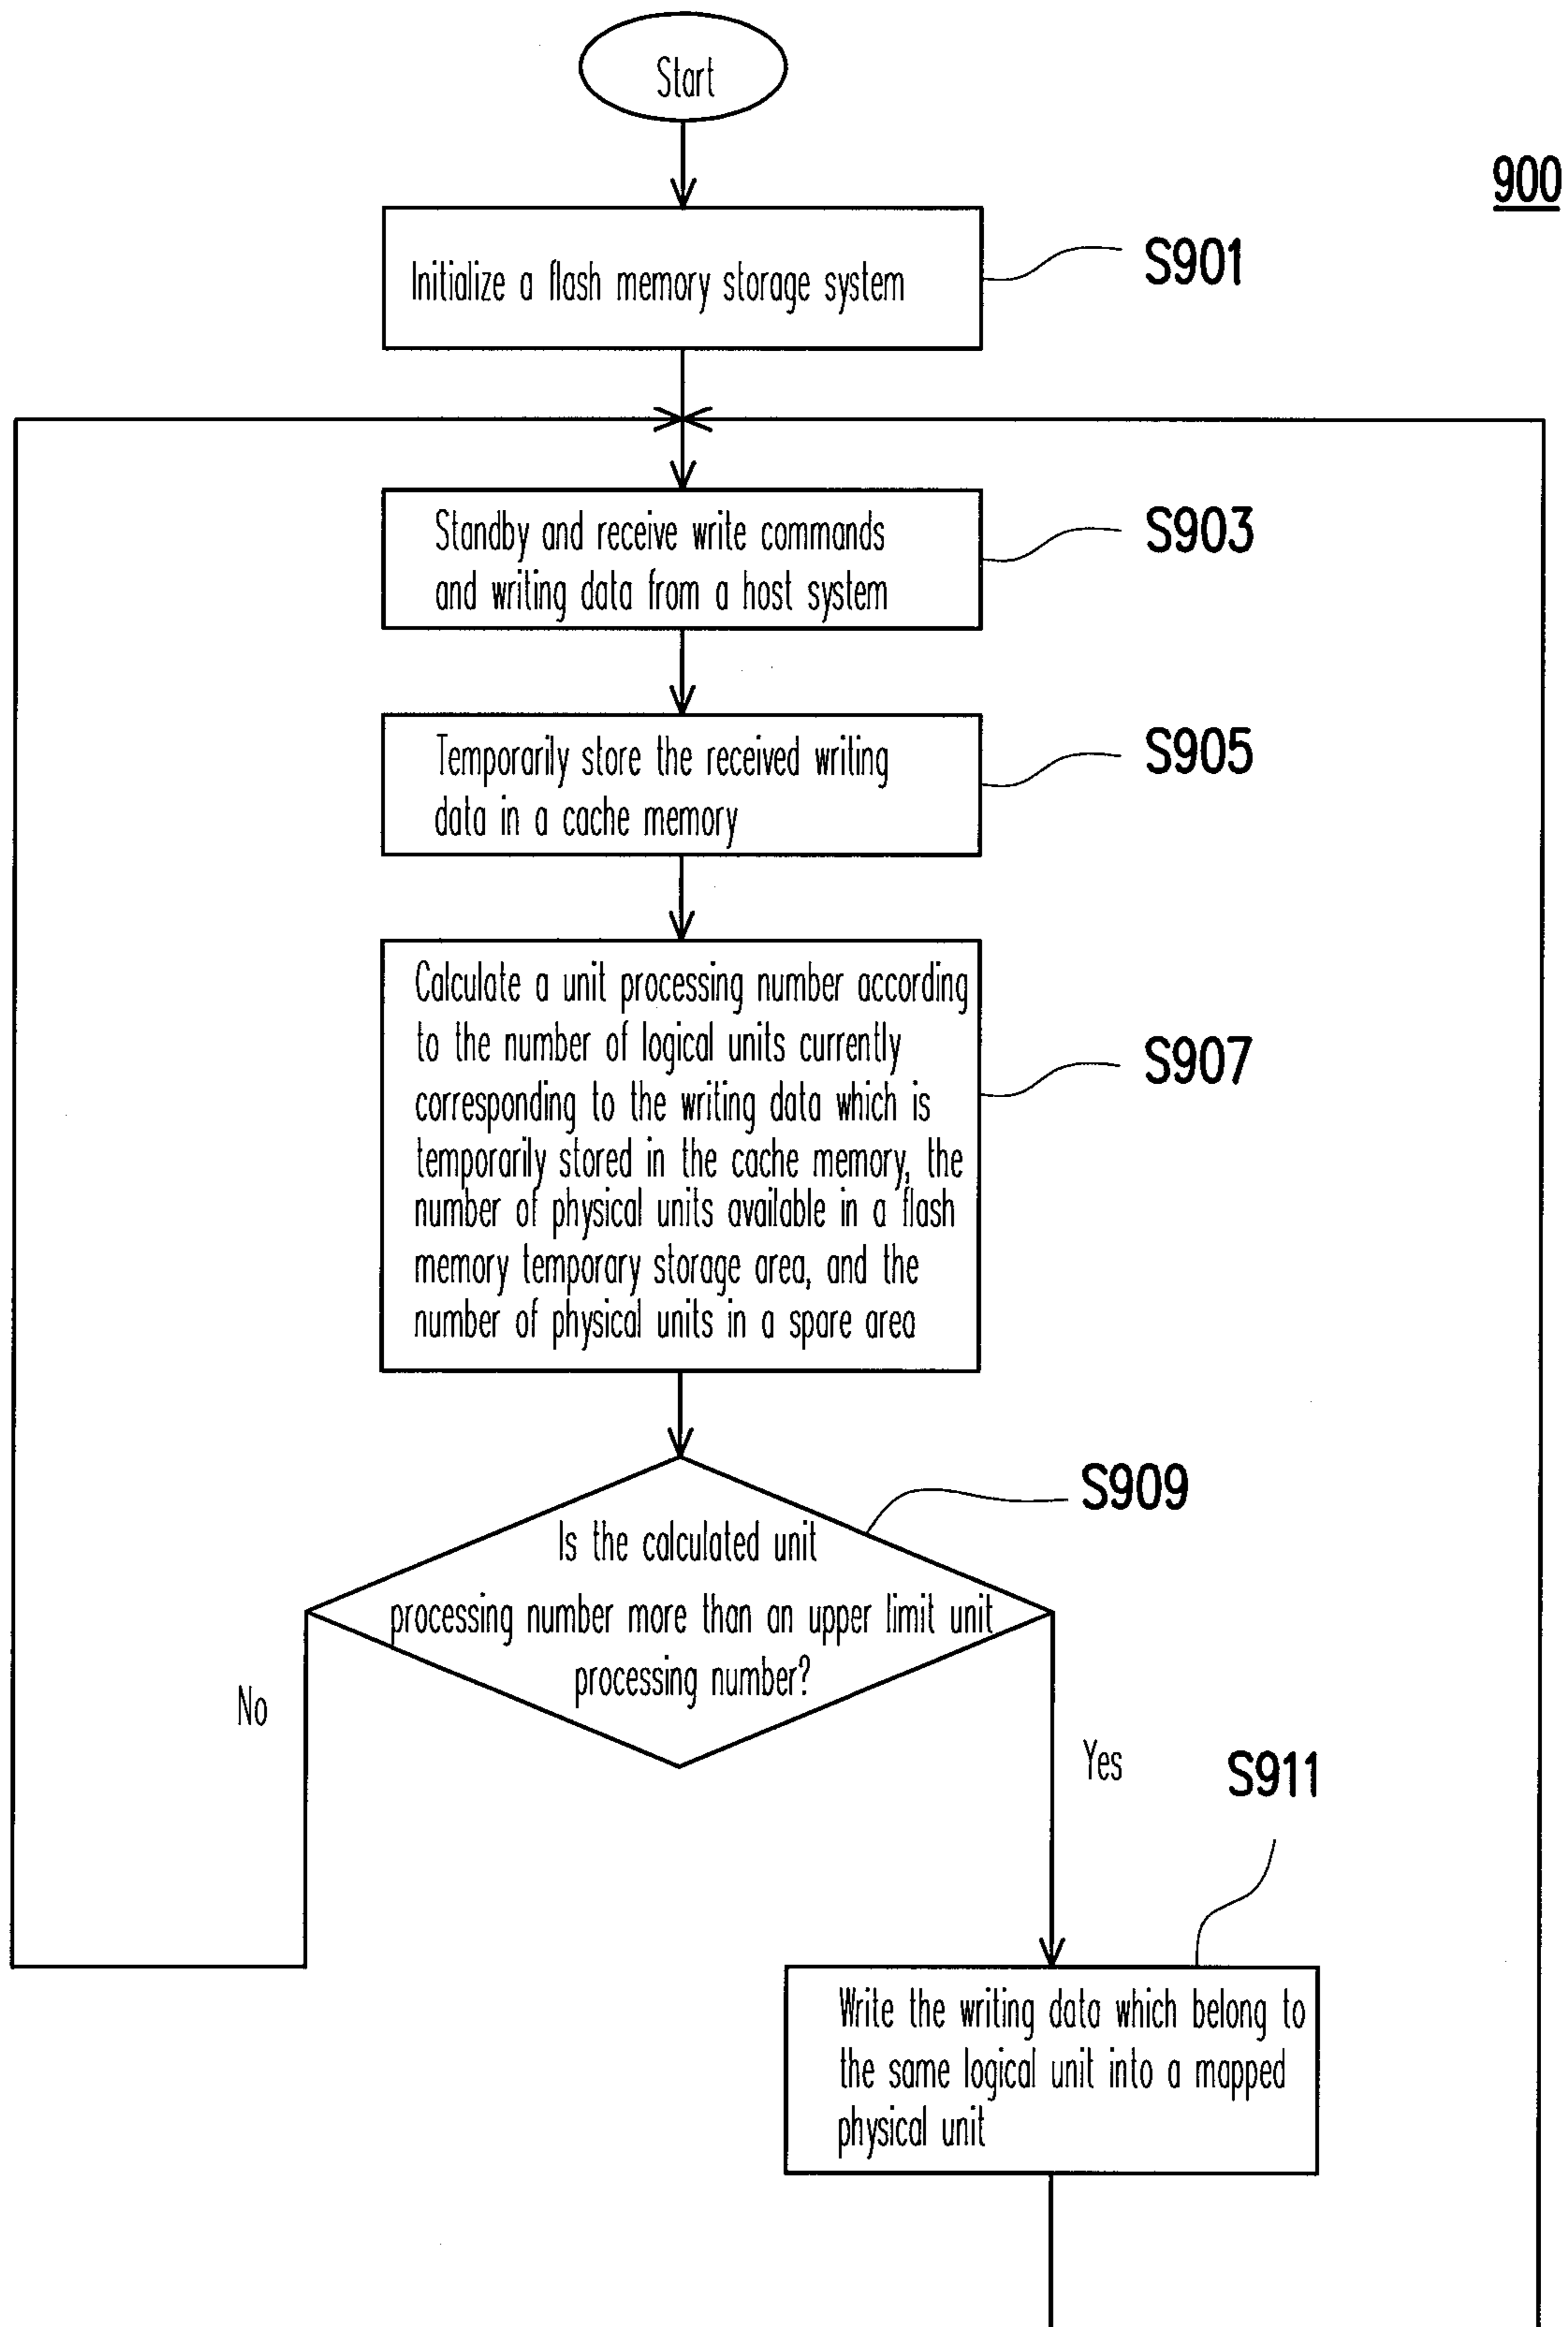 Start
900
Initialize a flash memory storage system
S901
Standby and receive write commands
and writing data from a host system
S903
Temporarily store the received writing
data in a cache memory
S905
Calculate a unit processing number according
to the number of logical units currently
corresponding to the writing data which is
temporarily stored in the cache memory, the
number of physical units available in a flash
memory temporary storage area, and the
number of physical units in a spare area
S907
S909
Is the calculated unit
processing number more than an upper limit unit
processing number?
No
Yes
S911
Write the writing data which belong to
the same logical unit into a mapped
physical unit